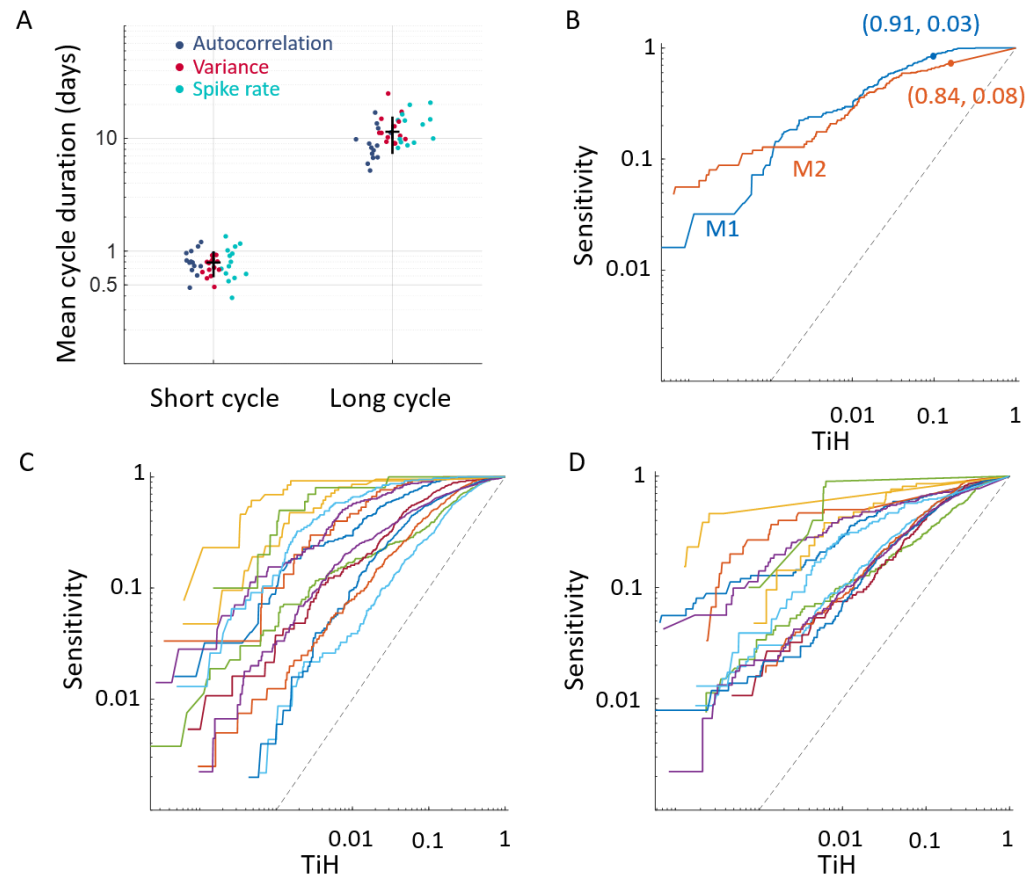 A
Mean cycle duration (days)
10
1
0.5
Autocorrelation
Variance
Spike rate
Short cycle
Long cycle
B
(0.91, 0.03)
(0.84, 0.08)
1
0.1
0.01
Sensitivity
M2
M1
0.01
0.1
1
TiH
C
1
0.1
0.01
Sensitivity
0.01
0.1
1
TiH
D
1
0.1
0.01
Sensitivity
0.01
0.1
1
TiH